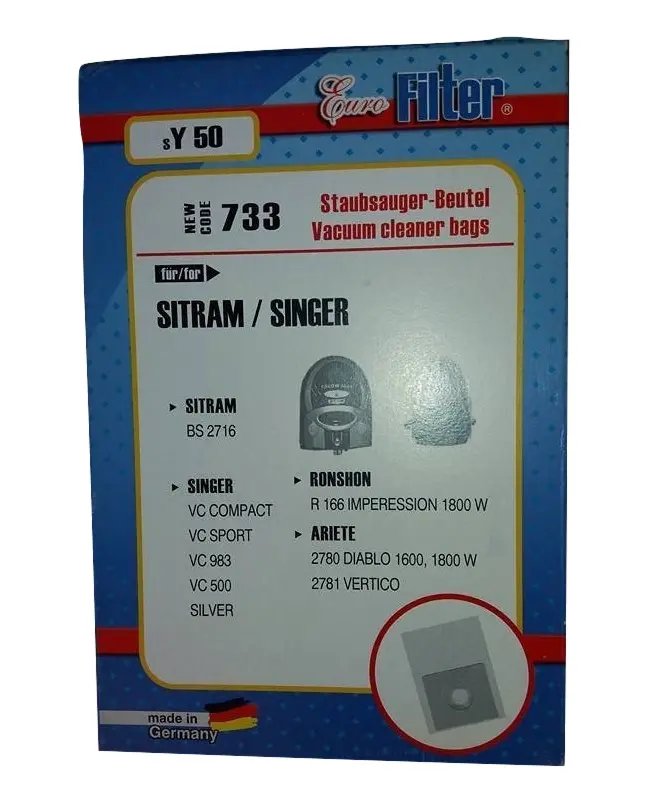 Euro Filter®
sY 50
NEW CODE 733
Staubsauger-Beutel
Vacuum cleaner bags
für/for
SITRAM / SINGER
SITRAM
BS 2716
SINGER
VC COMPACT
VC SPORT
VC 983
VC 500
SILVER
RONSHON
R 166 IMPERESSION 1800 W
ARIETE
2780 DIABLO 1600, 1800 W
2781 VERTICO
made in
Germany